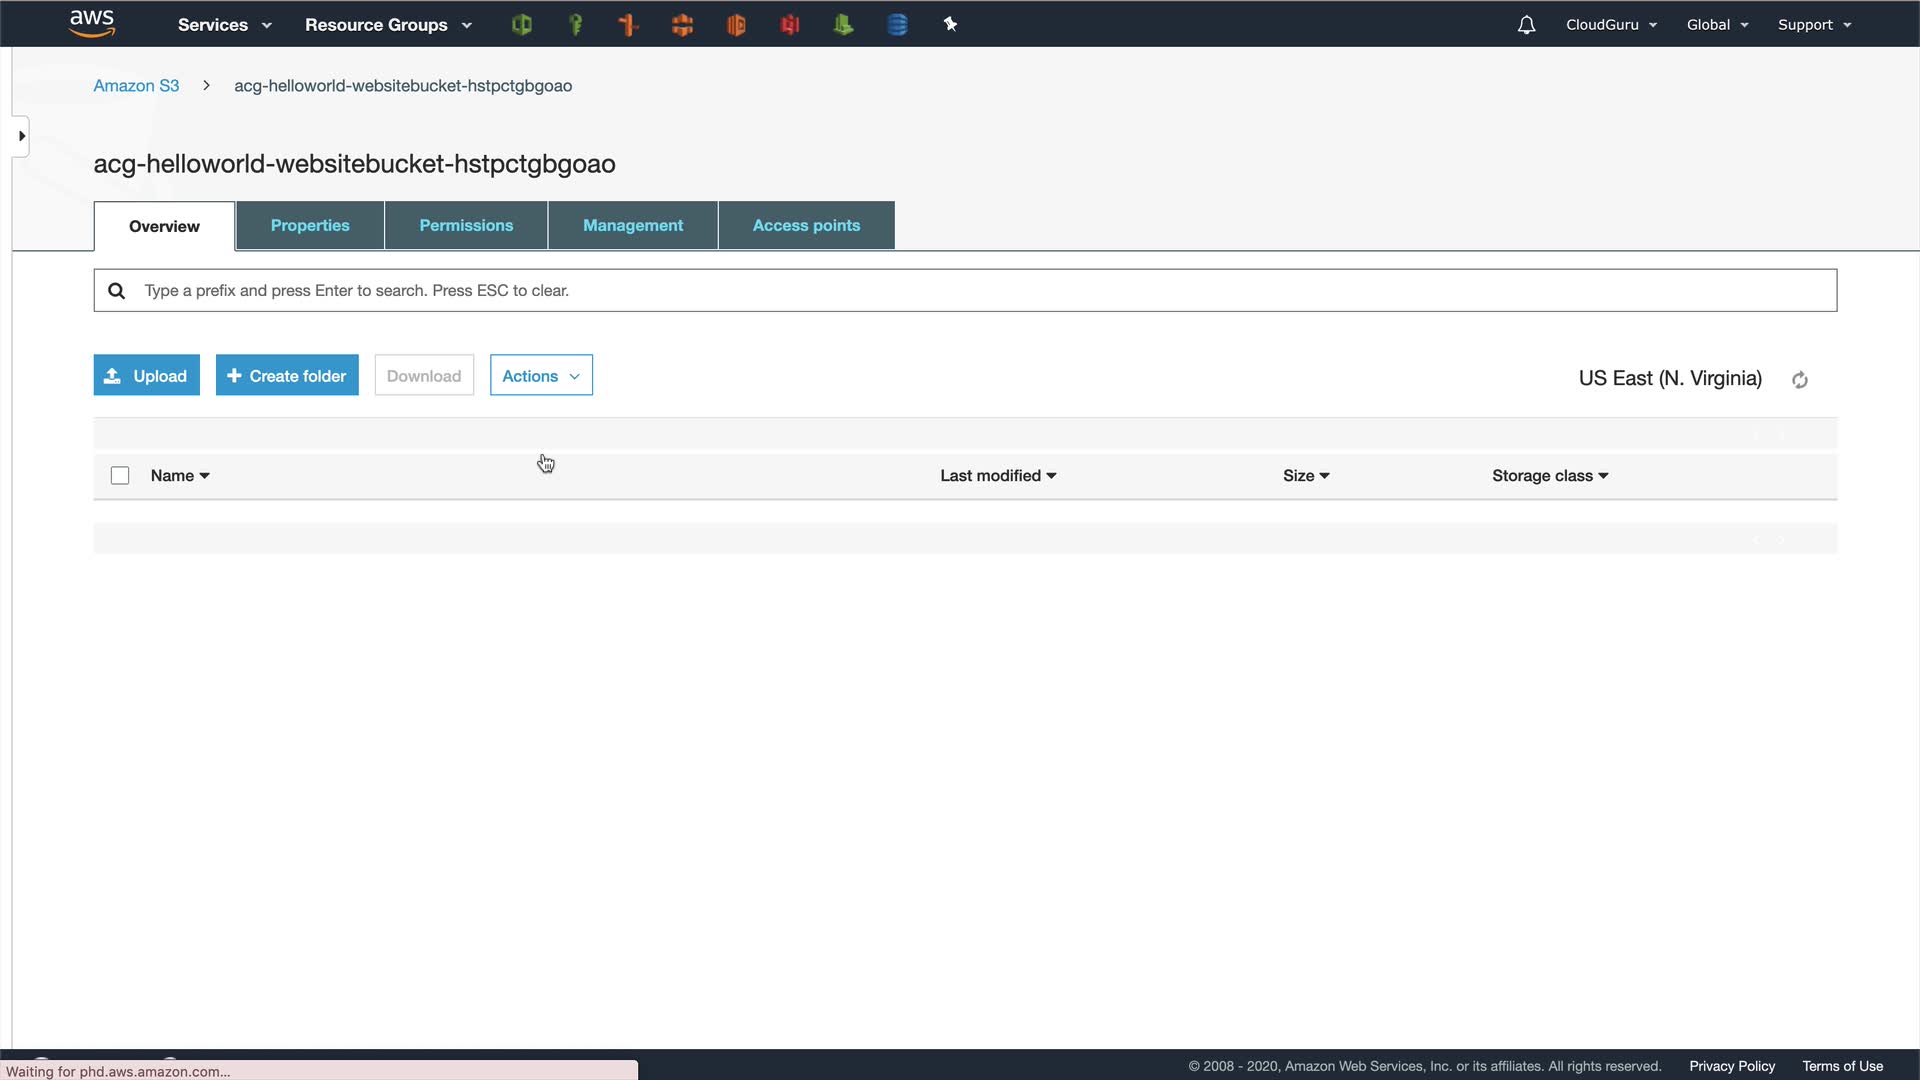 aws Services Resource Groups CloudGuru Global Support
Amazon S3 > acg-helloworld-websitebucket-hstpctgbgoao
acg-helloworld-websitebucket-hstpctgbgoao
Overview Properties Permissions Management Access points
Type a prefix and press Enter to search. Press ESC to clear.
Upload + Create folder Download Actions US East (N. Virginia)
Name Last modified Size Storage class
© 2008 - 2020, Amazon Web Services, Inc. or its affiliates. All rights reserved. Privacy Policy Terms of Use
Waiting for phd.aws.amazon.com...